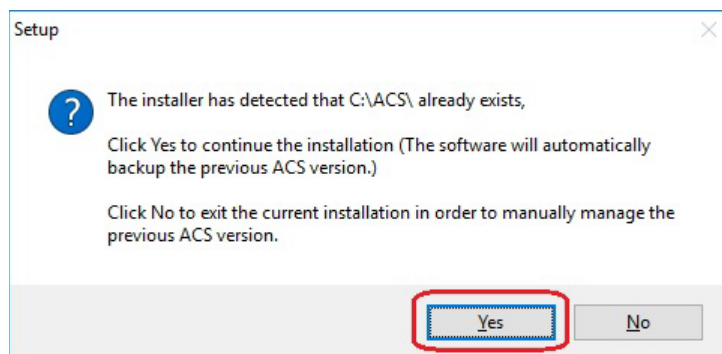 Setup
The installer has detected that C:\ACS\ already exists,
Click Yes to continue the installation (The software will automatically
backup the previous ACS version.)
Click No to exit the current installation in order to manually manage the
previous ACS version.
Yes No